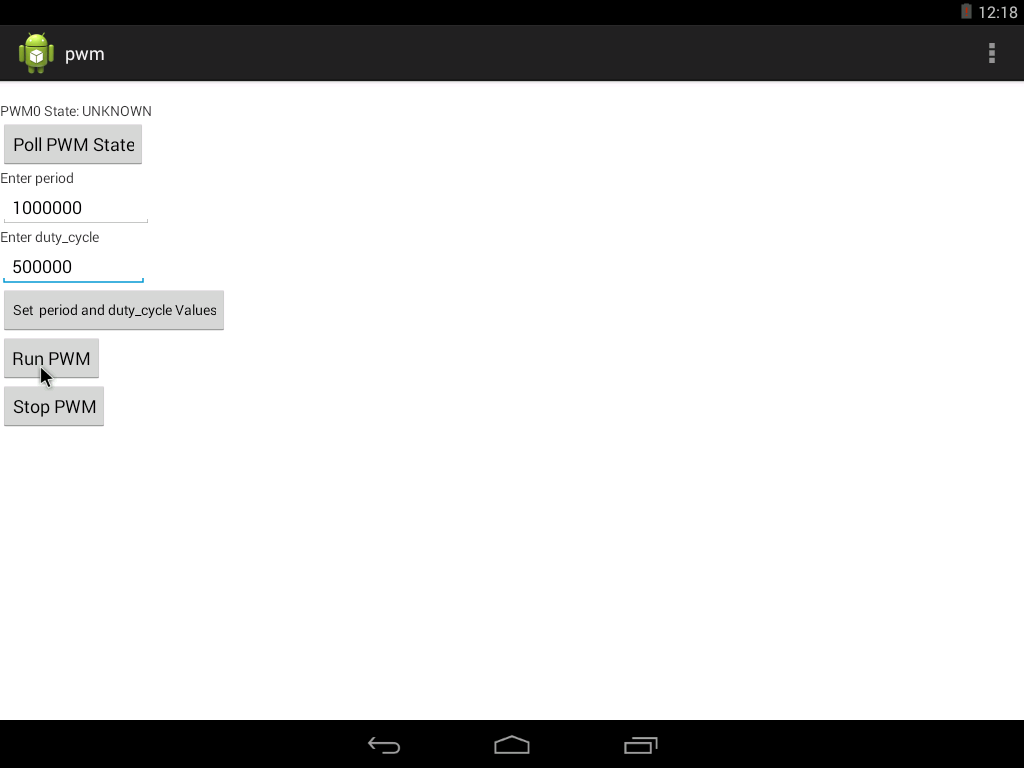 12:18
pwm
PWM0 State: UNKNOWN
Poll PWM State
Enter period
1000000
Enter duty_cycle
500000
Set period and duty_cycle Values
Run PWM
Stop PWM